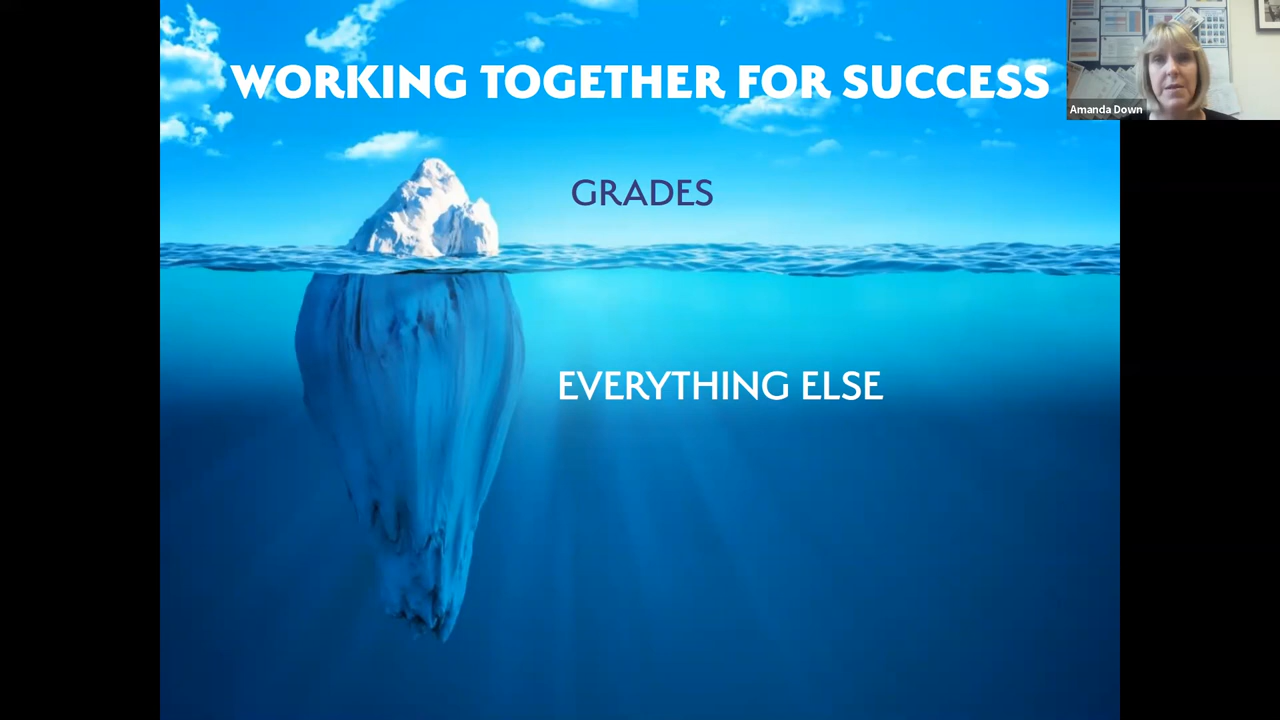 WORKING TOGETHER FOR SUCCESS
Amanda Down
GRADES
EVERYTHING ELSE